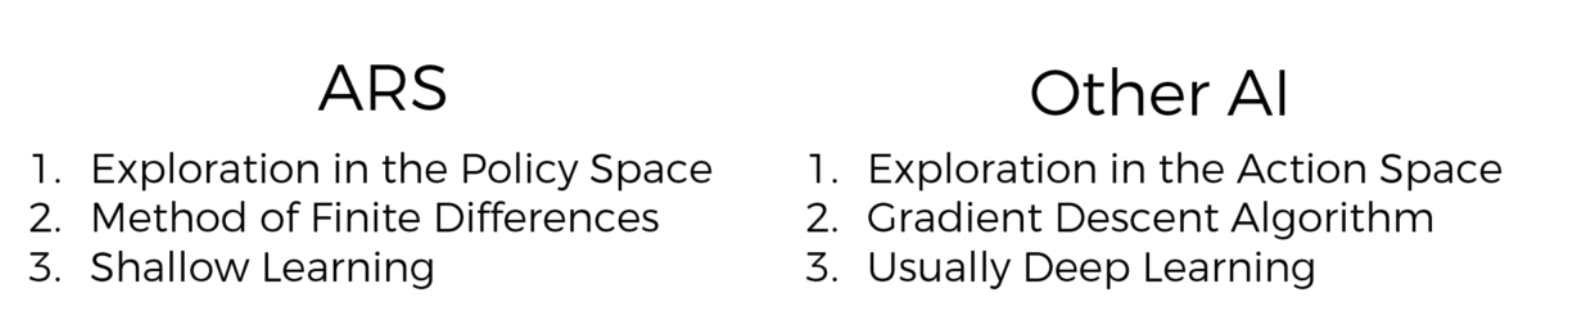 ARS
1. Exploration in the Policy Space
2. Method of Finite Differences
3. Shallow Learning
Other AI
1. Exploration in the Action Space
2. Gradient Descent Algorithm
3. Usually Deep Learning